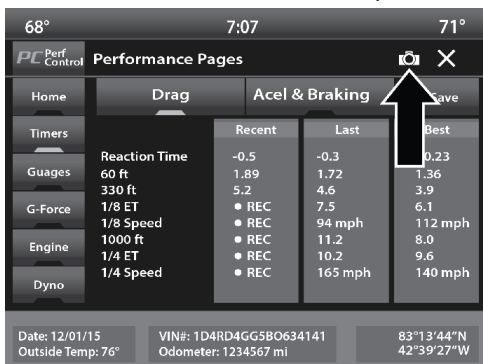 68° 7:07 71°
PC Perf Control Performance Pages
Home Drag Acel & Braking Save
Timers Recent Last Best
Reaction Time -0.5 -0.3 0.23
60 ft 1.89 1.72 1.36
Guages
330 ft 5.2 4.6 3.9
1/8 ET REC 7.5 6.1
G-Force
1/8 Speed REC 94 mph 112 mph
1000 ft REC 11.2 8.0
Engine
1/4 ET REC 10.2 9.6
1/4 Speed REC 165 mph 140 mph
Dyno
Date: 12/01/15 VIN#: 1D4RD4GG5BO634141 83°13'44"N
Outside Temp: 76° Odometer: 1234567 mi 42°39'27"W